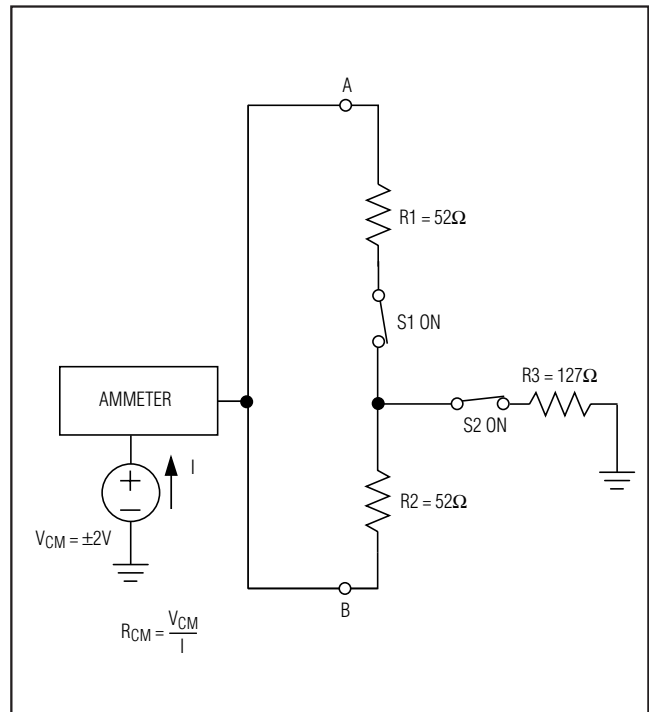 A
R1 = 52Ω
S1 ON
R3 = 127Ω
AMMETER
S2 ON
I
+
−
R2 = 52Ω
VCM = ±2V
B
RCM = VCM
I